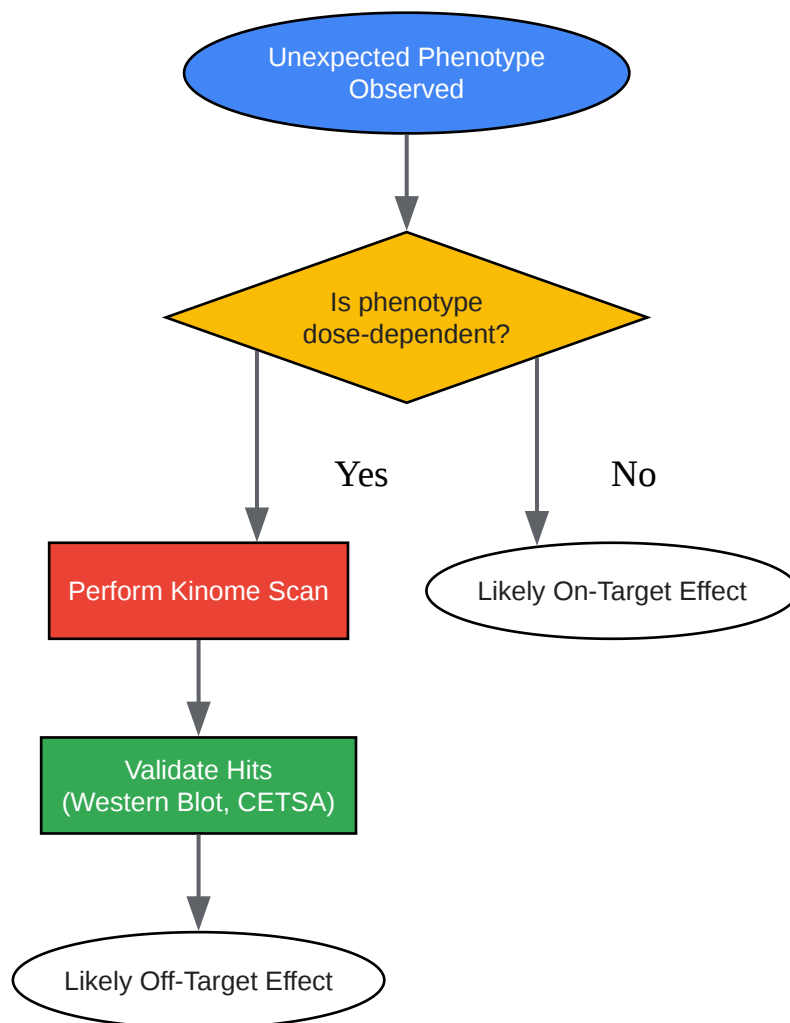 Unexpected Phenotype
Observed
Is phenotype
dose-dependent?
Yes
No
Perform Kinome Scan
Likely On-Target Effect
Validate Hits
(Western Blot, CETSA)
Likely Off-Target Effect